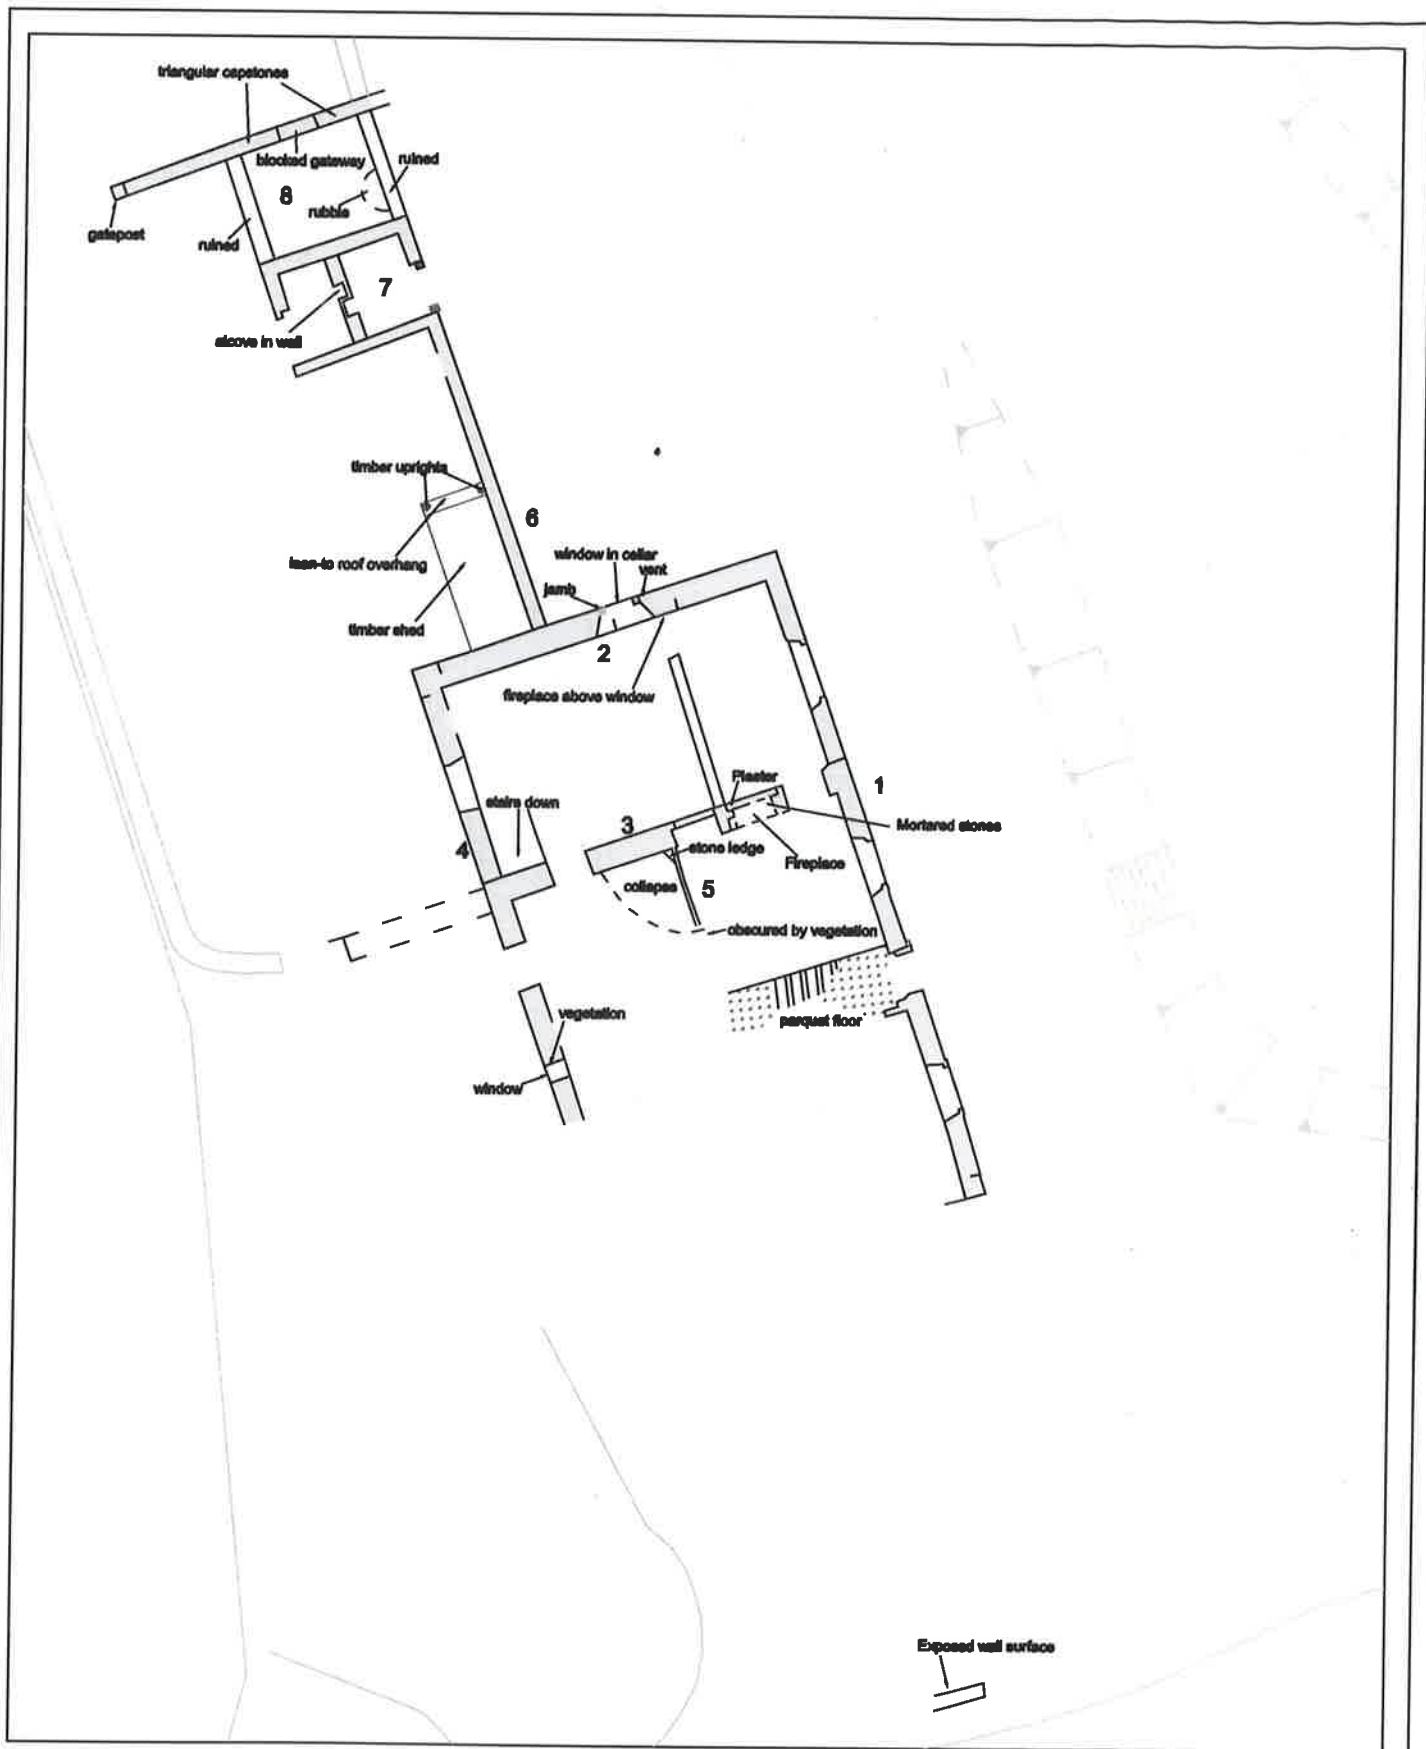 triangular capstones
blocked gateway
ruined
8
rubble
gatepost
ruined
7
alcove in wall
timber uprights
6
lean-to roof overhang
window in cellar
vent
jamb
timber shed
2
fireplace above window
Plaster
1
stairs down
3
Mortared stones
4
stone ledge
Fireplace
collapse
5
obscured by vegetation
vegetation
parquet floor
window
Exposed wall surface